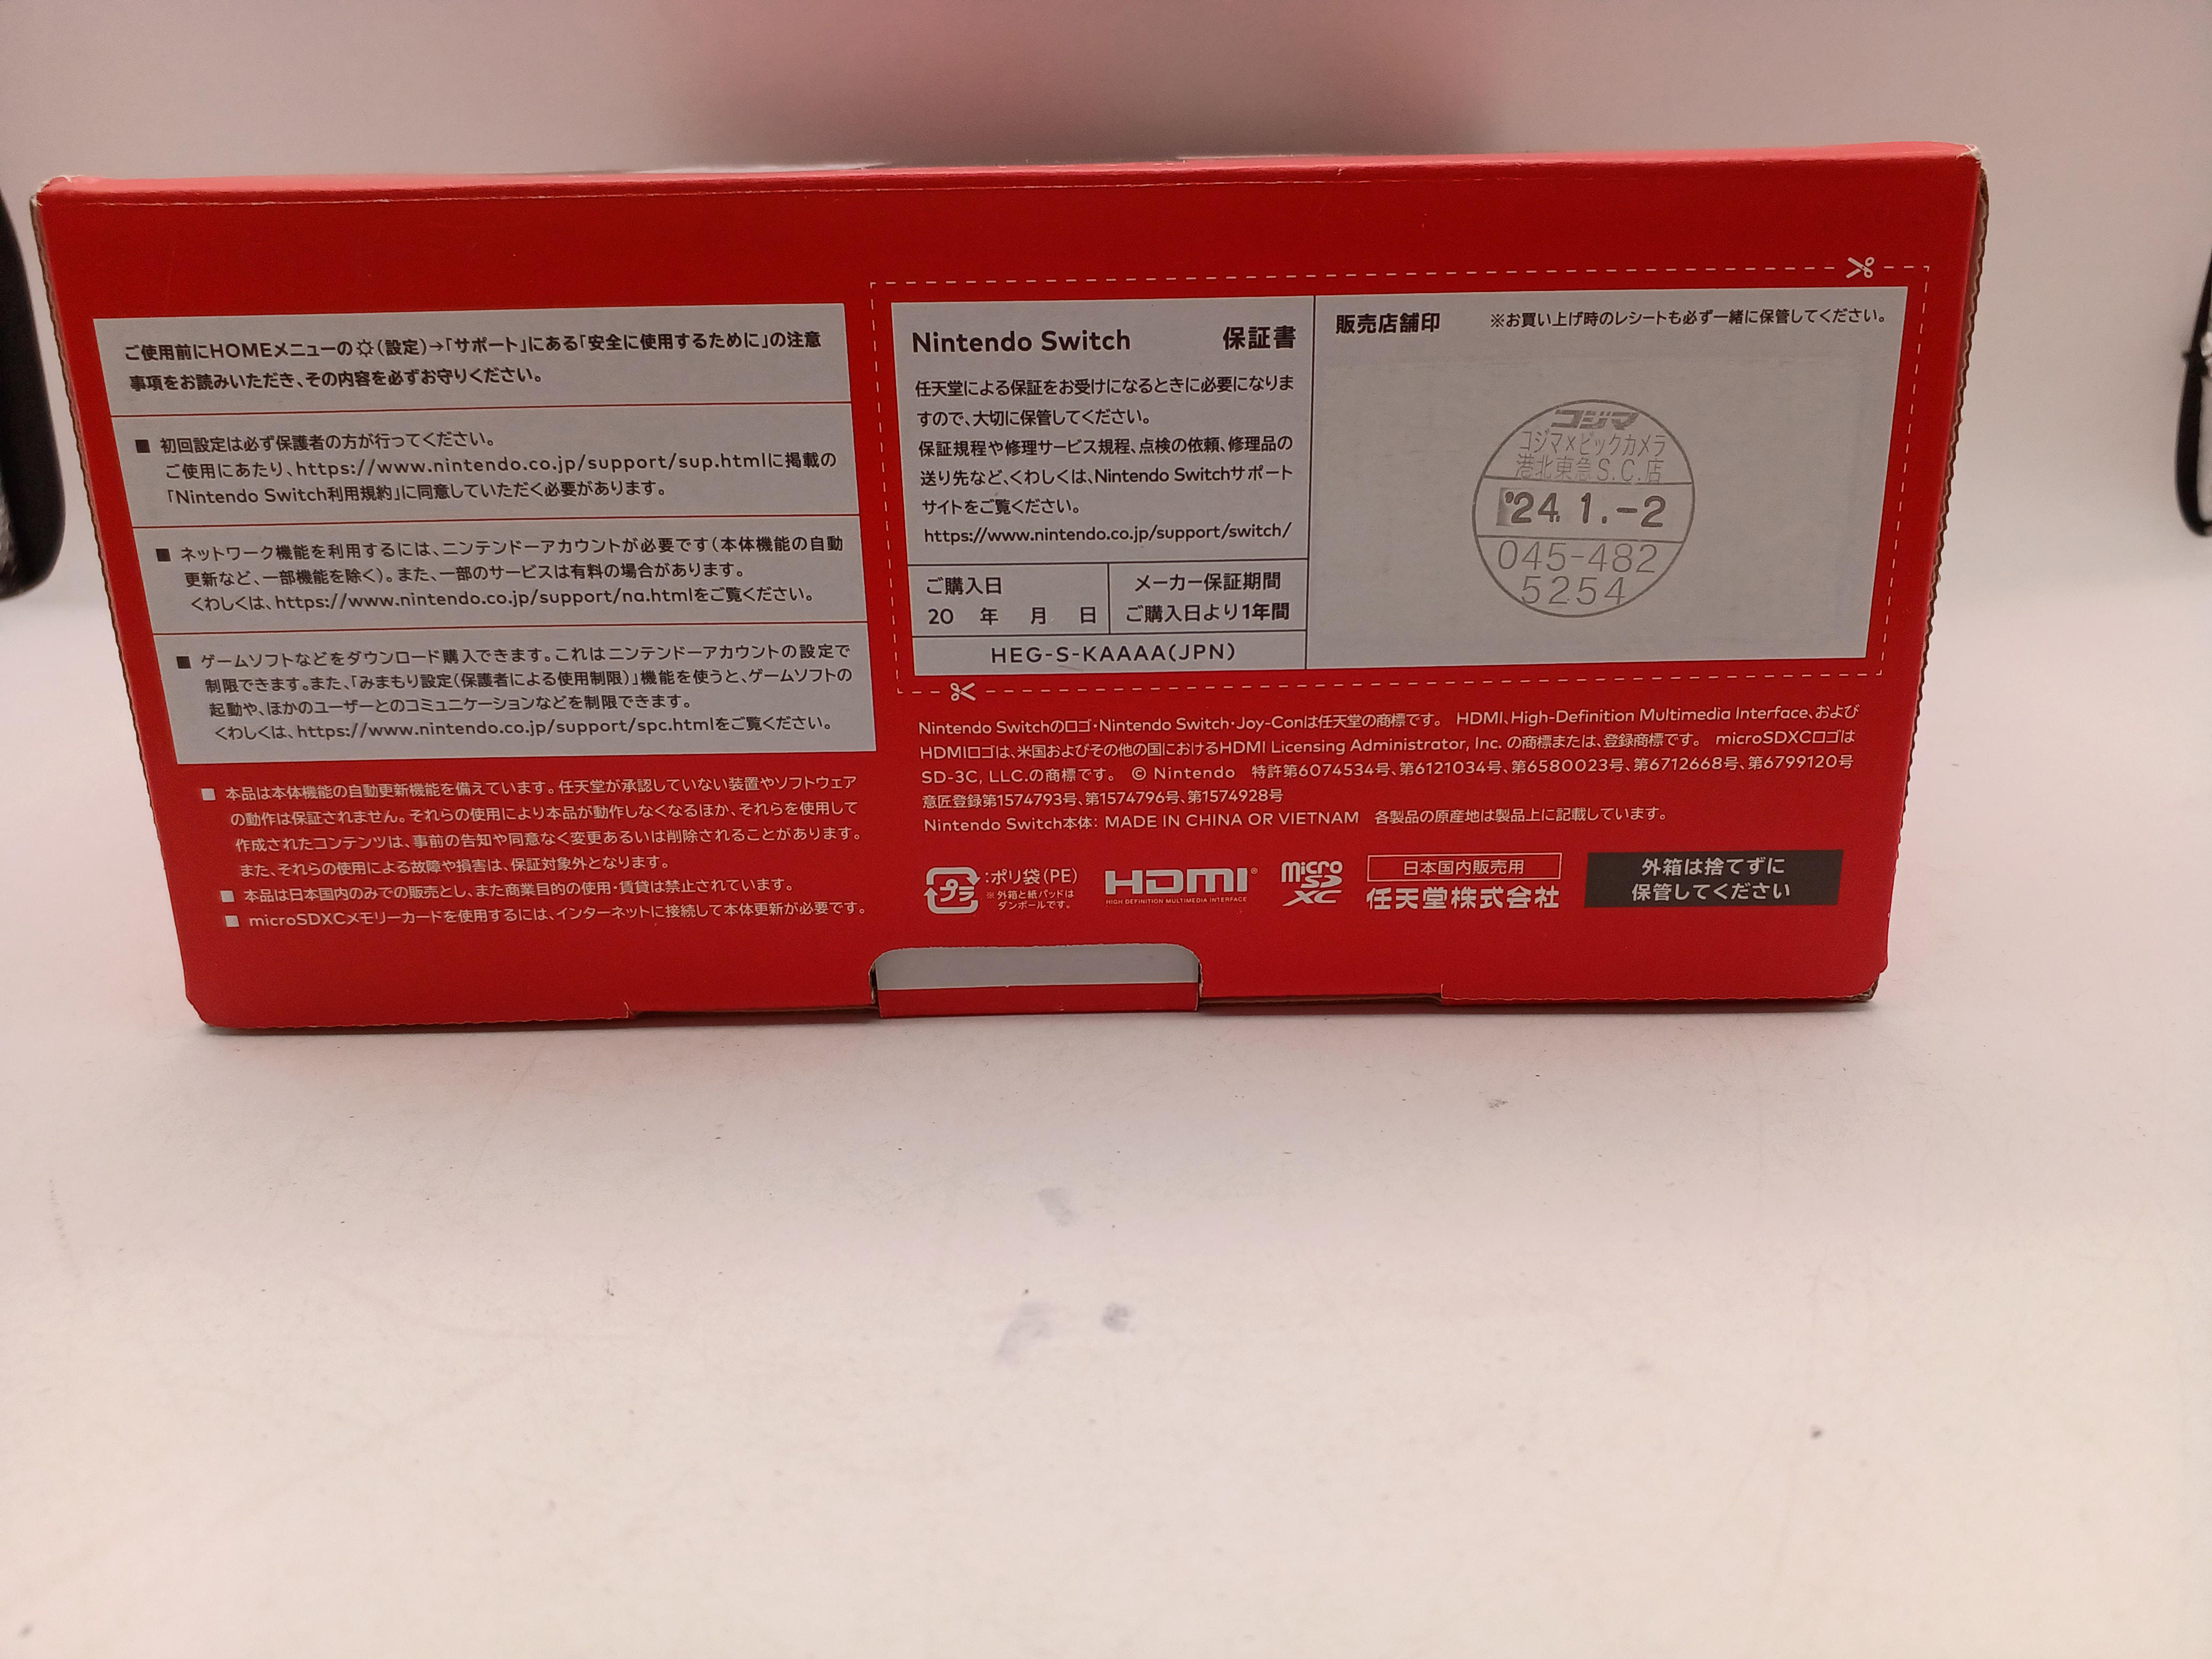 ご使用前にHOMEメニューの(設定)→「サポート」にある「安全に使用するために」の注意
事項をお読みいただき、その内容を必ずお守りください。
■ 初回設定は必ず保護者の方が行ってください。
ご使用にあたり、https://www.nintendo.co.jp/support/sup.htmlに掲載の
「Nintendo Switch利用規約」に同意していただく必要があります。
■ ネットワーク機能を利用するには、ニンテンドーアカウントが必要です(本体機能の自動
更新など、一部機能を除く)。また、一部のサービスは有料の場合があります。
くわしくは、https://www.nintendo.co.jp/support/na.htmlをご覧ください。
■ ゲームソフトなどをダウンロード購入できます。これはニンテンドーアカウントの設定で
制限できます。また、「みまもり設定(保護者による使用制限)」機能を使うと、ゲームソフトの
起動や、ほかのユーザーとのコミュニケーションなどを制限できます。
くわしくは、https://www.nintendo.co.jp/support/spc.htmlをご覧ください。
■ 本品は本体機能の自動更新機能を備えています。任天堂が承認していない装置やソフトウェア
の動作は保証されません。それらの使用により本品が動作しなくなるほか、それらを使用して
作成されたコンテンツは、事前の告知や同意なく変更あるいは削除されることがあります。
また、それらの使用による故障や損害は、保証対象外となります。
■ 本品は日本国内のみでの販売とし、また商業目的の使用・賃貸は禁止されています。
■ microSDXCメモリーカードを使用するには、インターネットに接続して本体更新が必要です。
Nintendo Switch 保証書
任天堂による保証をお受けになるときに必要になりま
すので、大切に保管してください。
保証規程や修理サービス規程、点検の依頼、修理品の
送り先など、くわしくは、Nintendo Switchサポート
サイトをご覧ください。
https://www.nintendo.co.jp/support/switch/
ご購入日
20 年 月 日
メーカー保証期間
ご購入日より1年間
HEG-S-KAAAA(JPN)
販売店舗印 ※お買い上げ時のレシートも必ず一緒に保管してください。
コジマ
コジマ×ビックカメラ
港北東急S.C.店
'24. 1.-2
045-482
5254
Nintendo Switchのロゴ・Nintendo Switch・Joy-Conは任天堂の商標です。 HDMI、High-Definition Multimedia Interface、および
HDMIロゴは、米国およびその他の国におけるHDMI Licensing Administrator, Inc. の商標または、登録商標です。 microSDXCロゴは
SD-3C, LLC.の商標です。 © Nintendo 特許第6074534号、第6121034号、第6580023号、第6712668号、第6799120号
意匠登録第1574793号、第1574796号、第1574928号
Nintendo Switch本体: MADE IN CHINA OR VIETNAM 各製品の原産地は製品上に記載しています。
プラ :ポリ袋(PE)
※外箱と紙パッドは
ダンボールです。
HDMI®
HIGH DEFINITION MULTIMEDIA INTERFACE
micro
SD
XC
日本国内販売用
任天堂株式会社
外箱は捨てずに
保管してください